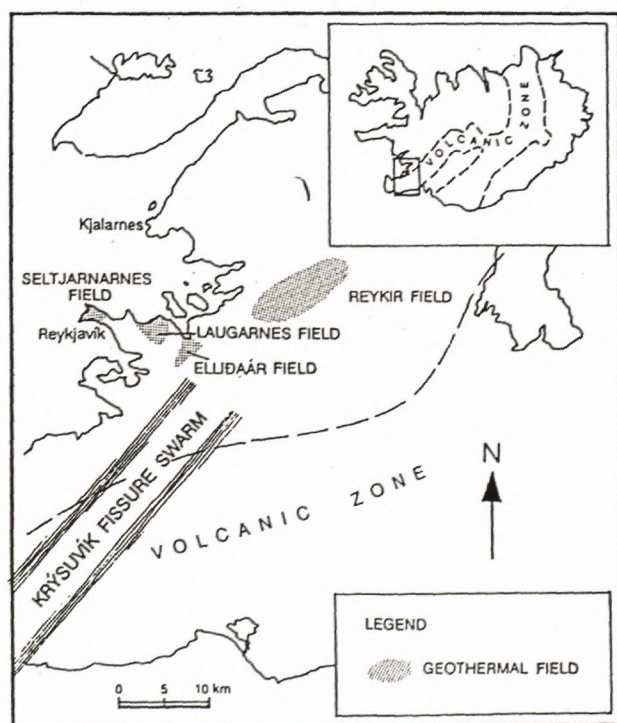 VOLCANIC ZONE
Kjalarnes
SELTJARNARNES
FIELD
REYKIR FIELD
Reykjavík
LAUGARNES FIELD
ELLIÐAÁR FIELD
KRÝSUVÍK FISSURE SWARM
VOLCANIC ZONE
N
LEGEND
GEOTHERMAL FIELD
0 5 10 km